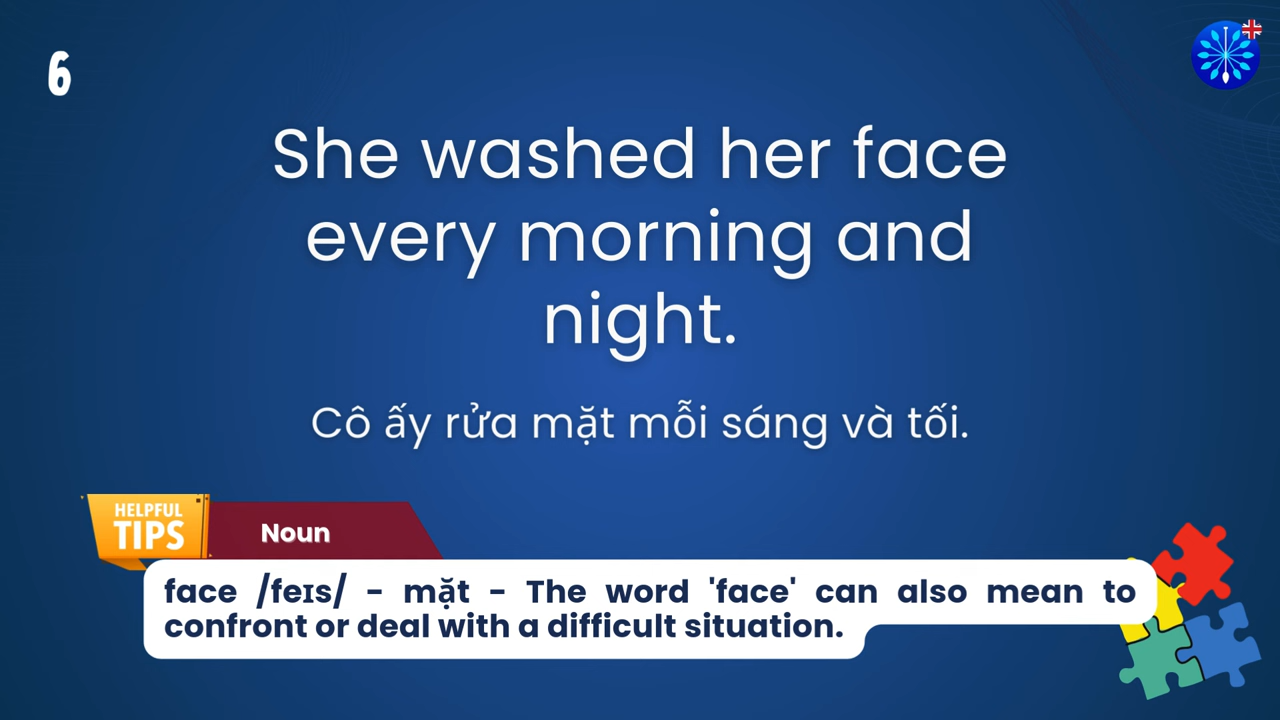 6
She washed her face
every morning and
night.
Cô ấy rửa mặt mỗi sáng và tối.
HELPFUL
TIPS
Noun
face /feɪs/ - mặt - The word 'face' can also mean to
confront or deal with a difficult situation.